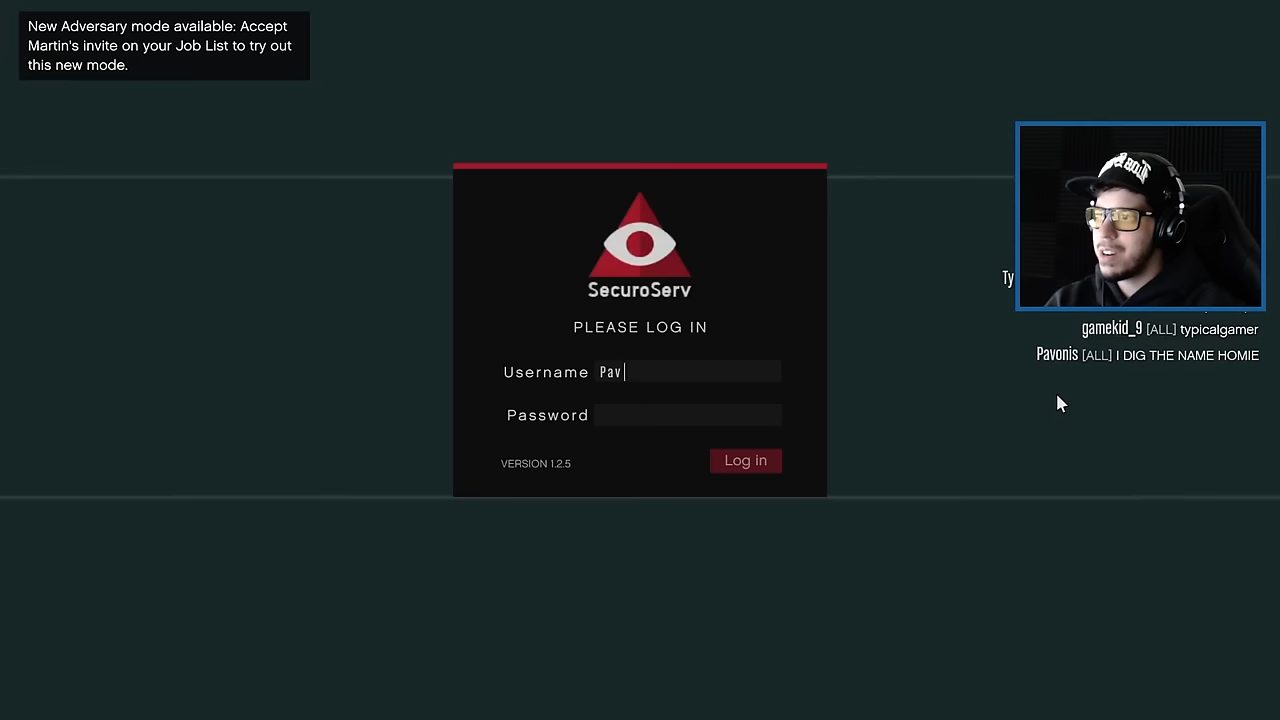 New Adversary mode available: Accept
Martin's invite on your Job List to try out
this new mode.
SecuroServ
PLEASE LOG IN
Username Pav
Password
VERSION 1.2.5
Log in
Ty
gamekid_9 [ALL] typicalgamer
Pavonis [ALL] I DIG THE NAME HOMIE